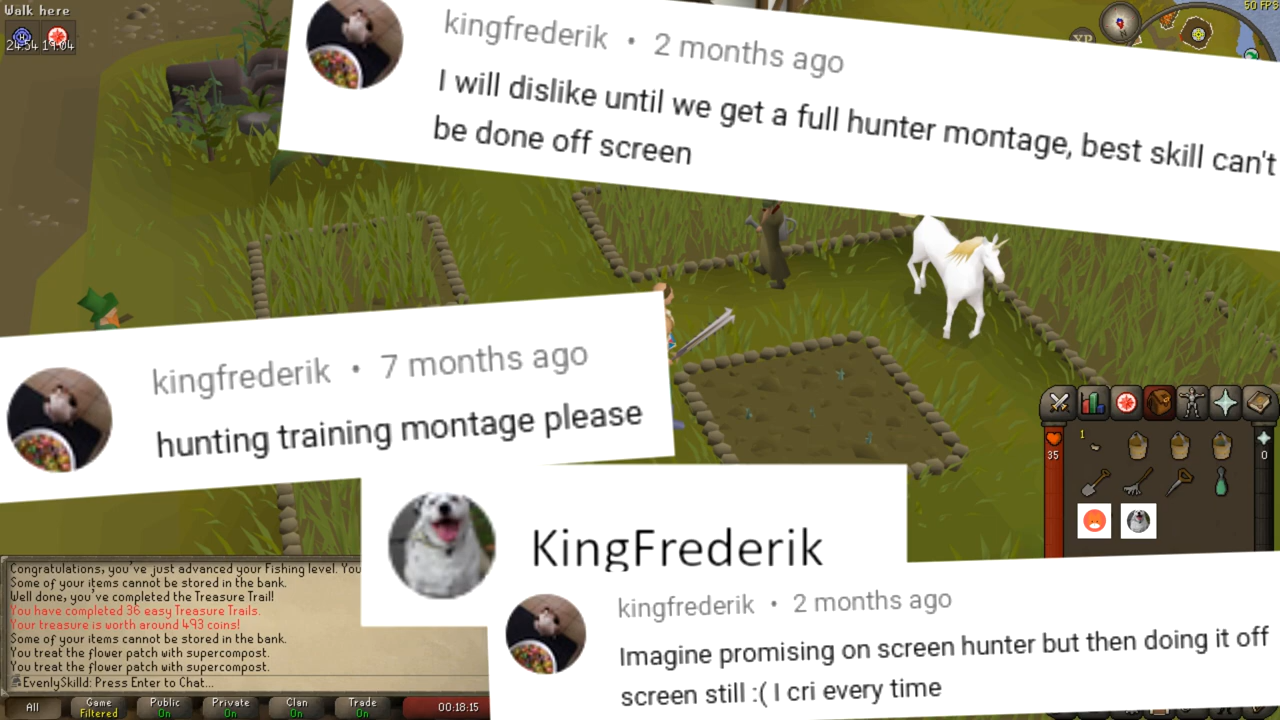 Walk here
50 FPS
24:54 19:04
XP
kingfrederik • 2 months ago
I will dislike until we get a full hunter montage, best skill can't
be done off screen
kingfrederik • 7 months ago
hunting training montage please
1
35
0
KingFrederik
kingfrederik • 2 months ago
Imagine promising on screen hunter but then doing it off
screen still :( I cri every time
Congratulations, you've just advanced your Fishing level. You
Some of your items cannot be stored in the bank.
Well done, you've completed the Treasure Trail!
You have completed 36 easy Treasure Trails.
Your treasure is worth around 493 coins!
Some of your items cannot be stored in the bank.
You treat the flower patch with supercompost.
You treat the flower patch with supercompost.
EvenlySkilld: Press Enter to Chat...
All
Game
Filtered
Public
On
Private
On
Clan
On
Trade
On
00:18:15